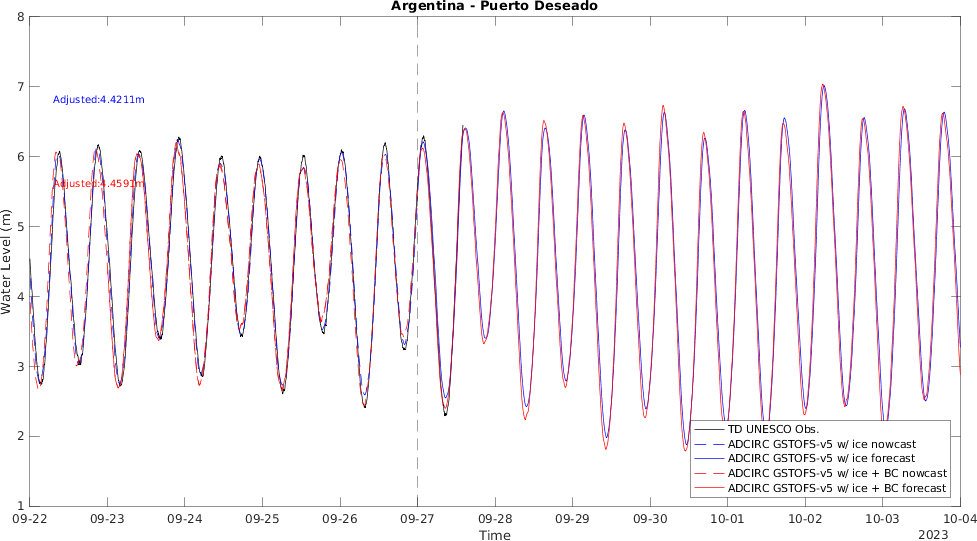 Argentina - Puerto Deseado
Water Level (m)
8
7
6
5
4
3
2
1
Adjusted:4.4211m
Adjusted:4.4591m
TD UNESCO Obs.
ADCIRC GSTOFS-v5 w/ ice nowcast
ADCIRC GSTOFS-v5 w/ ice forecast
ADCIRC GSTOFS-v5 w/ ice + BC nowcast
ADCIRC GSTOFS-v5 w/ ice + BC forecast
09-22 09-23 09-24 09-25 09-26 09-27 09-28 09-29 09-30 10-01 10-02 10-03 10-04
Time
2023